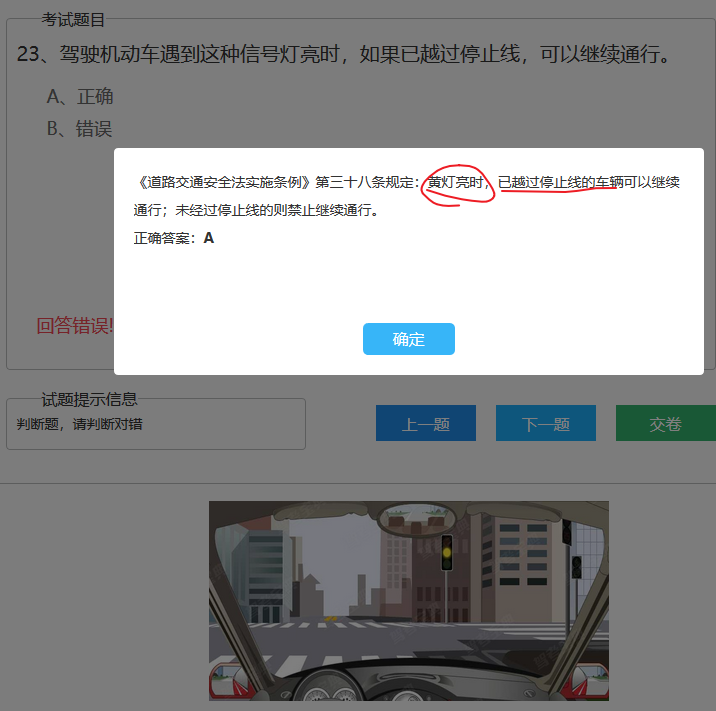 考试题目
23、驾驶机动车遇到这种信号灯亮时，如果已越过停止线，可以继续通行。
A、正确
B、错误
《道路交通安全法实施条例》第三十八条规定：黄灯亮时，已越过停止线的车辆可以继续
通行；未经过停止线的则禁止继续通行。
正确答案：A
回答错误!
确定
试题提示信息
判断题，请判断对错
上一题
下一题
交卷